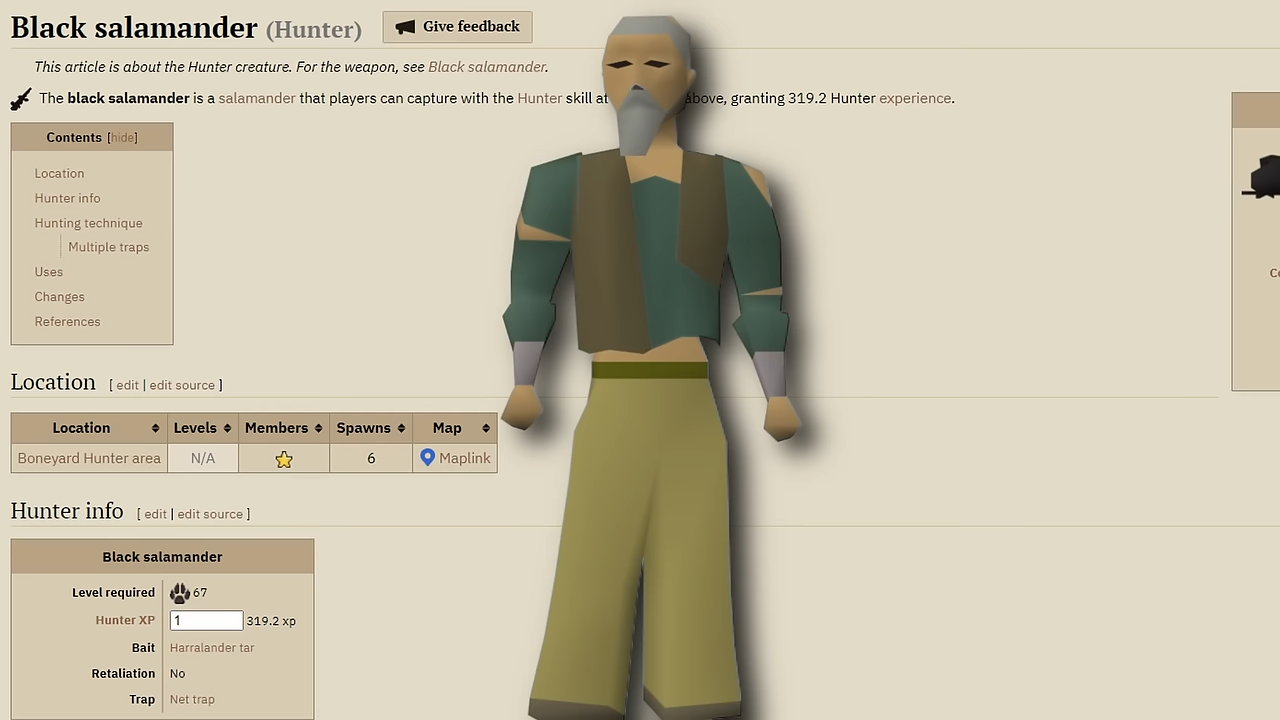 Black salamander (Hunter) Give feedback
This article is about the Hunter creature. For the weapon, see Black salamander.
The black salamander is a salamander that players can capture with the Hunter skill at above, granting 319.2 Hunter experience.
Contents [hide]
Location
Hunter info
Hunting technique
Multiple traps
Uses
Changes
References
Location [ edit | edit source ]
Location Levels Members Spawns Map
Boneyard Hunter area N/A 6 Maplink
Hunter info [ edit | edit source ]
Black salamander
Level required 67
Hunter XP 1 319.2 xp
Bait Harralander tar
Retaliation No
Trap Net trap